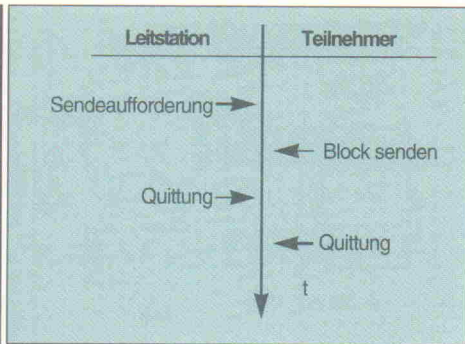 Leitstation Teilnehmer
Sendeaufforderung
Block senden
Quittung
Quittung
t